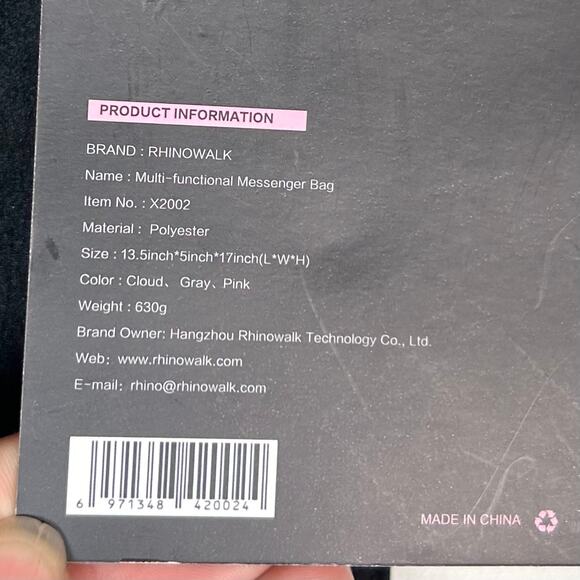 PRODUCT INFORMATION
BRAND : RHINOWALK
Name : Multi-functional Messenger Bag
Item No. : X2002
Material : Polyester
Size : 13.5inch*5inch*17inch(L*W*H)
Color : Cloud、Gray、Pink
Weight : 630g
Brand Owner: Hangzhou Rhinowalk Technology Co., Ltd.
Web: www.rhinowalk.com
E-mail: rhino@rhinowalk.com
6 971348 420024
MADE IN CHINA